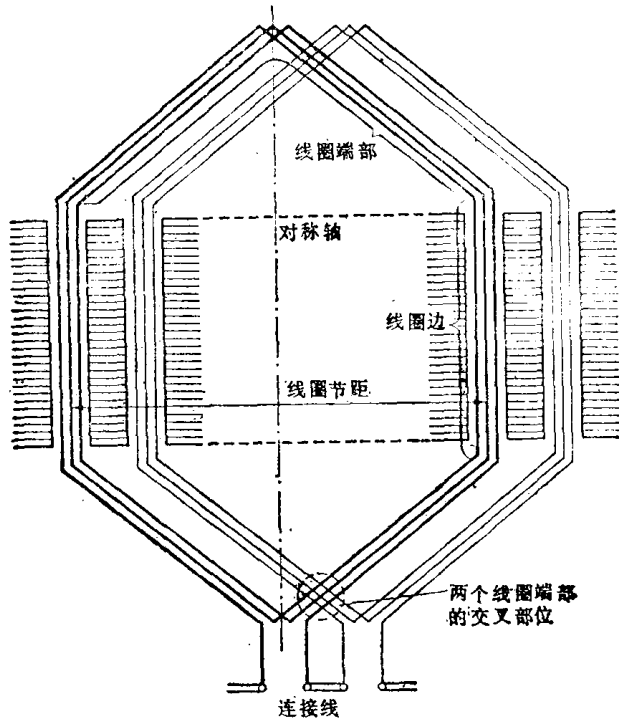 线圈端部
对称轴
线圈边
线圈节距
两个线圈端部
的交叉部位
连接线